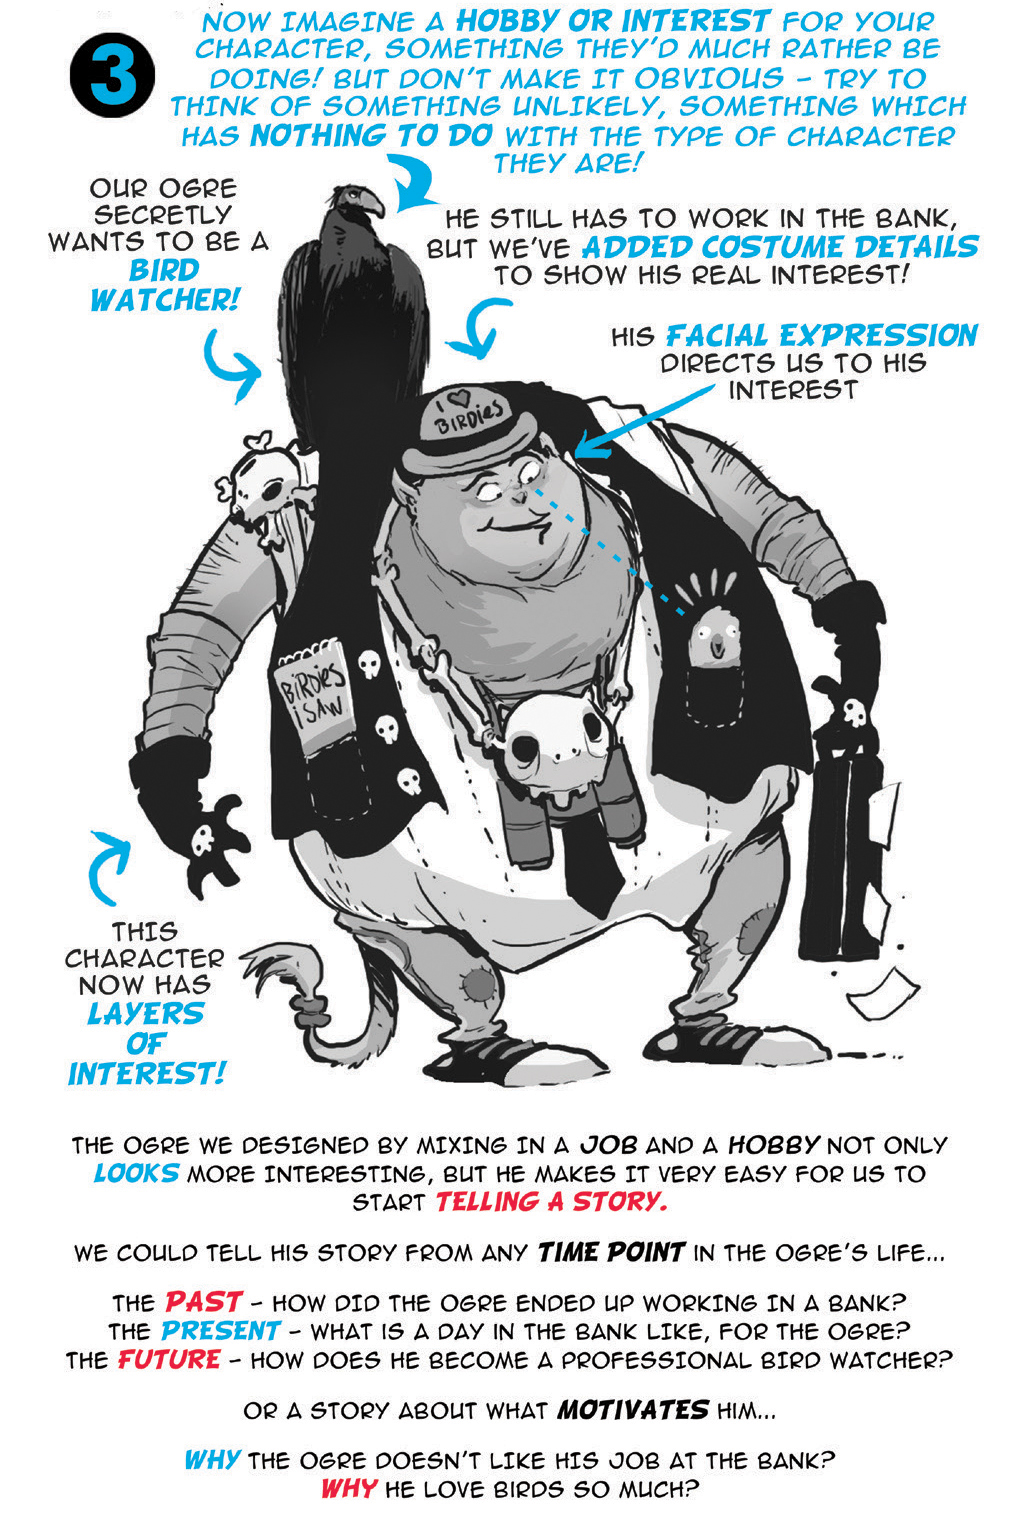 3
NOW IMAGINE A HOBBY OR INTEREST FOR YOUR
CHARACTER, SOMETHING THEY'D MUCH RATHER BE
DOING! BUT DON'T MAKE IT OBVIOUS – TRY TO
THINK OF SOMETHING UNLIKELY, SOMETHING WHICH
HAS NOTHING TO DO WITH THE TYPE OF CHARACTER
THEY ARE!
OUR OGRE
SECRETLY
WANTS TO BE A
BIRD
WATCHER!
HE STILL HAS TO WORK IN THE BANK,
BUT WE'VE ADDED COSTUME DETAILS
TO SHOW HIS REAL INTEREST!
HIS FACIAL EXPRESSION
DIRECTS US TO HIS
INTEREST
I ♥
BIRDIES
BIRDIES
I SAW
THIS
CHARACTER
NOW HAS
LAYERS
OF
INTEREST!
THE OGRE WE DESIGNED BY MIXING IN A JOB AND A HOBBY NOT ONLY
LOOKS MORE INTERESTING, BUT HE MAKES IT VERY EASY FOR US TO
START TELLING A STORY.
WE COULD TELL HIS STORY FROM ANY TIME POINT IN THE OGRE'S LIFE...
THE PAST – HOW DID THE OGRE ENDED UP WORKING IN A BANK?
THE PRESENT – WHAT IS A DAY IN THE BANK LIKE, FOR THE OGRE?
THE FUTURE – HOW DOES HE BECOME A PROFESSIONAL BIRD WATCHER?
OR A STORY ABOUT WHAT MOTIVATES HIM...
WHY THE OGRE DOESN'T LIKE HIS JOB AT THE BANK?
WHY HE LOVE BIRDS SO MUCH?